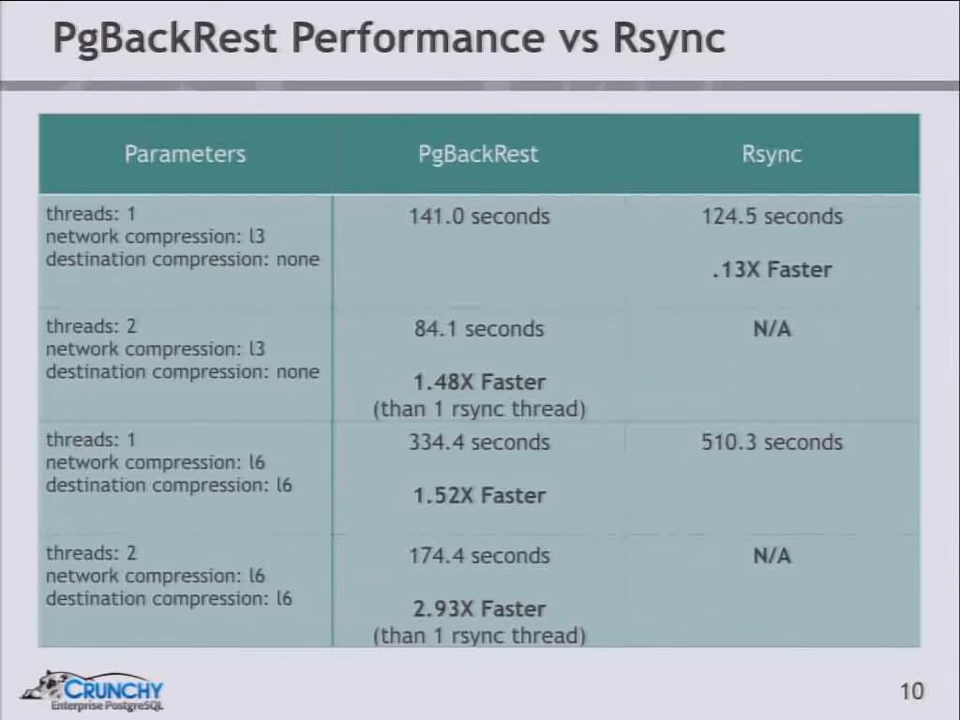 PgBackRest Performance vs Rsync
Parameters
PgBackRest
Rsync
threads: 1
network compression: l3
destination compression: none
141.0 seconds
124.5 seconds
.13X Faster
threads: 2
network compression: l3
destination compression: none
84.1 seconds
1.48X Faster
(than 1 rsync thread)
N/A
threads: 1
network compression: l6
destination compression: l6
334.4 seconds
1.52X Faster
510.3 seconds
threads: 2
network compression: l6
destination compression: l6
174.4 seconds
2.93X Faster
(than 1 rsync thread)
N/A
CRUNCHY
Enterprise PostgreSQL
10